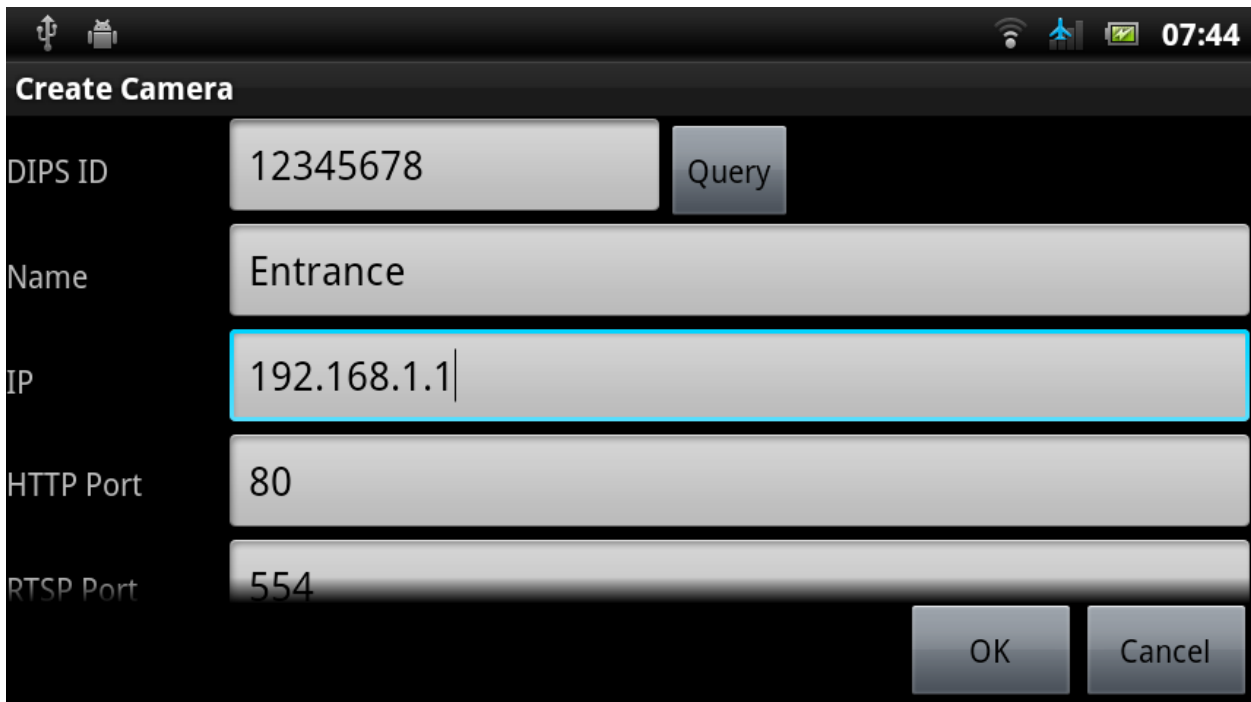 07:44
Create Camera
DIPS ID 12345678 Query
Name Entrance
IP 192.168.1.1
HTTP Port 80
RTSP Port 554
OK Cancel